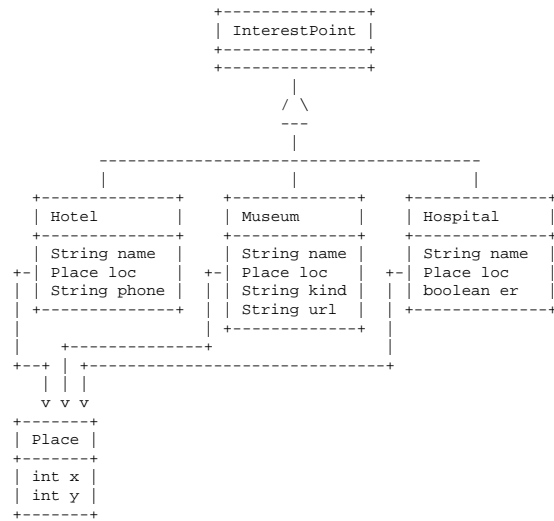 InterestPoint
Hotel Museum Hospital
String name String name String name
Place loc Place loc Place loc
String phone String kind boolean er
String url
Place
int x
int y